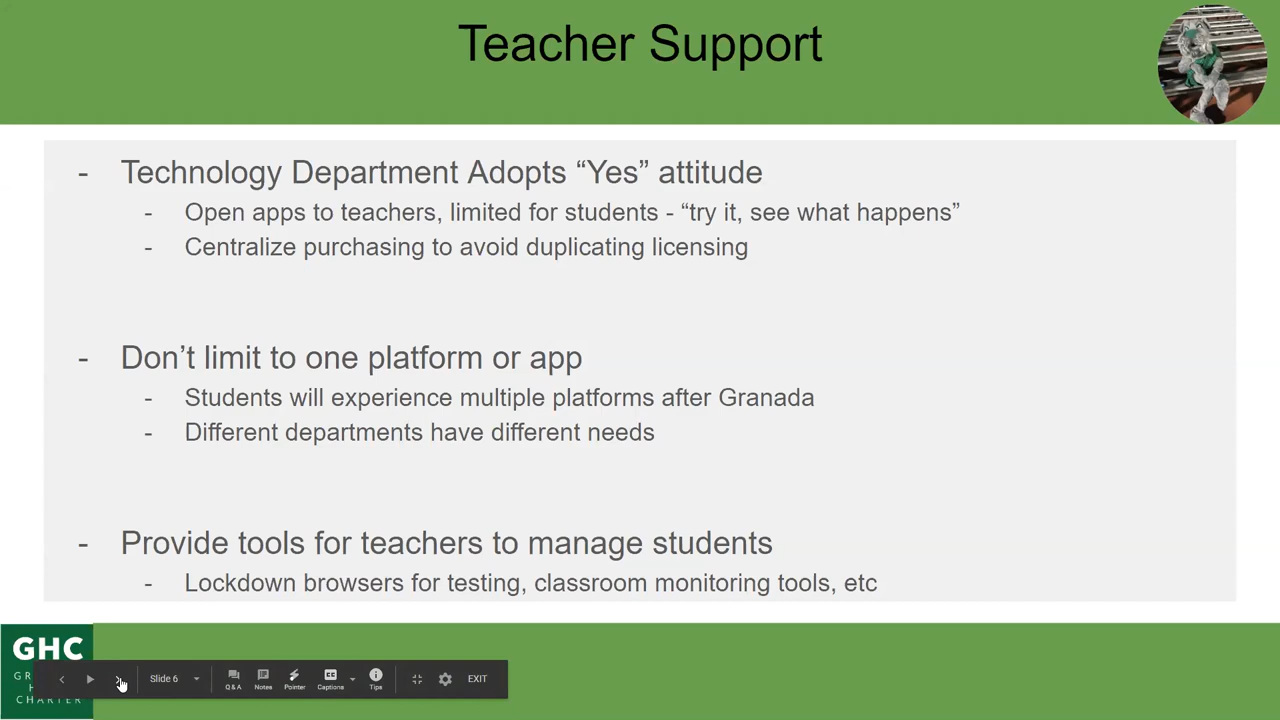 Teacher Support
- Technology Department Adopts “Yes” attitude
- Open apps to teachers, limited for students - “try it, see what happens”
- Centralize purchasing to avoid duplicating licensing
- Don’t limit to one platform or app
- Students will experience multiple platforms after Granada
- Different departments have different needs
- Provide tools for teachers to manage students
- Lockdown browsers for testing, classroom monitoring tools, etc
GHC
CHARTER
Slide 6
Q&A
Notes
Pointer
Captions
Tips
EXIT